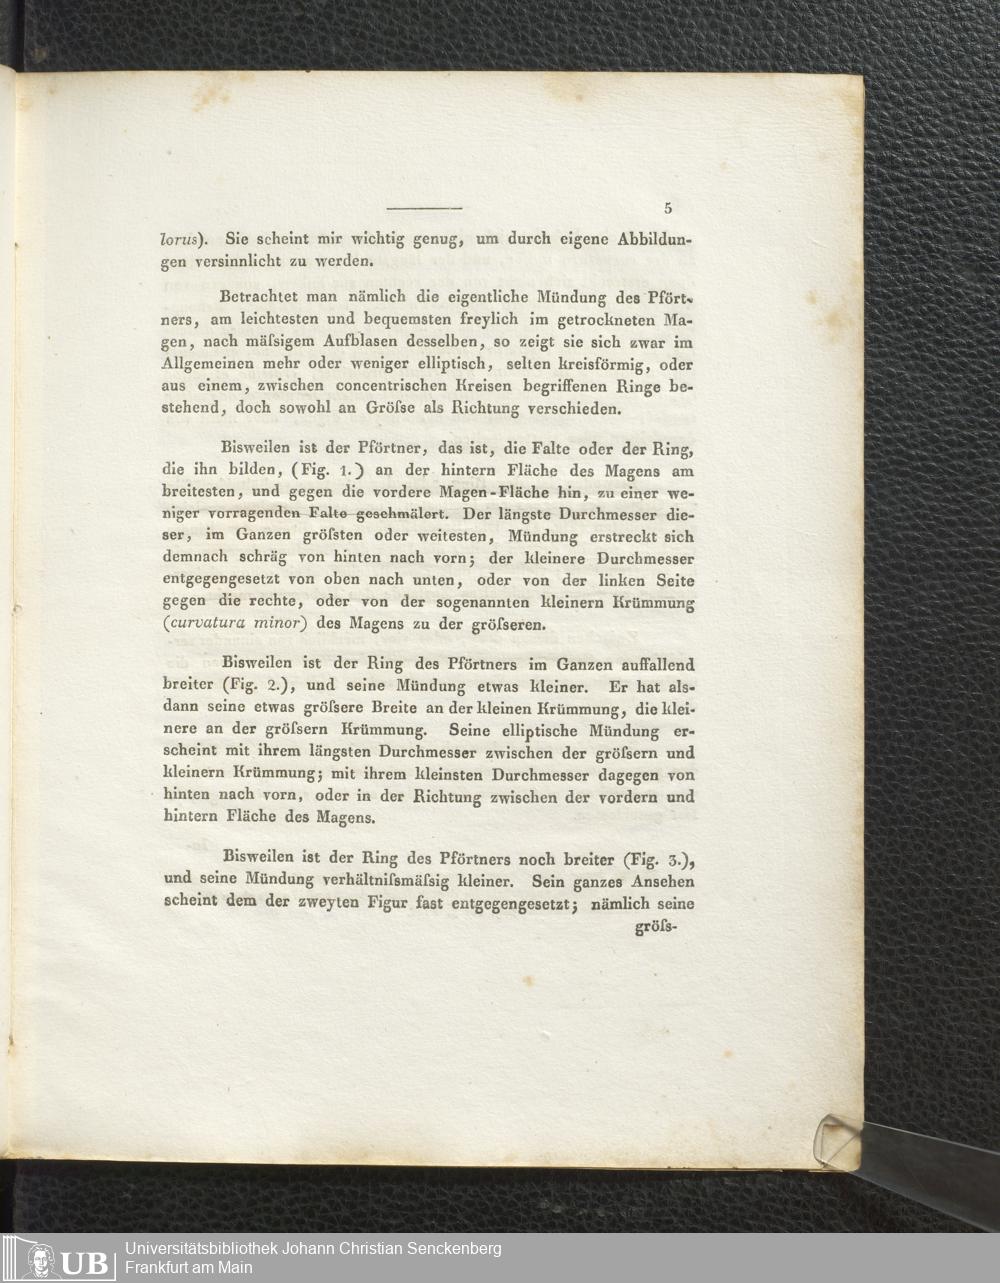 5
lorus). Sie scheint mir wichtig genug, um durch eigene Abbildun-
gen versinnlicht zu werden.
Betrachtet man nämlich die eigentliche Mündung des Pfört-
ners, am leichtesten und bequemsten freylich im getrockneten Ma-
gen, nach mäſsigem Aufblasen desselben, so zeigt sie sich zwar im
Allgemeinen mehr oder weniger elliptisch, selten kreisförmig, oder
aus einem, zwischen concentrischen Kreisen begriffenen Ringe be-
stehend, doch sowohl an Gröſse als Richtung verschieden.
Bisweilen ist der Pförtner, das ist, die Falte oder der Ring,
die ihn bilden, (Fig. 1.) an der hintern Fläche des Magens am
breitesten, und gegen die vordere Magen-Fläche hin, zu einer we-
niger vorragenden Falte geschmälert. Der längste Durchmesser die-
ser, im Ganzen gröſsten oder weitesten, Mündung erstreckt sich
demnach schräg von hinten nach vorn; der kleinere Durchmesser
entgegengesetzt von oben nach unten, oder von der linken Seite
gegen die rechte, oder von der sogenannten kleinern Krümmung
(curvatura minor) des Magens zu der gröſseren.
Bisweilen ist der Ring des Pförtners im Ganzen auffallend
breiter (Fig. 2.), und seine Mündung etwas kleiner. Er hat als-
dann seine etwas gröſsere Breite an der kleinen Krümmung, die klei-
nere an der gröſsern Krümmung. Seine elliptische Mündung er-
scheint mit ihrem längsten Durchmesser zwischen der gröſsern und
kleinern Krümmung; mit ihrem kleinsten Durchmesser dagegen von
hinten nach vorn, oder in der Richtung zwischen der vordern und
hintern Fläche des Magens.
Bisweilen ist der Ring des Pförtners noch breiter (Fig. 3.),
und seine Mündung verhältniſsmäſsig kleiner. Sein ganzes Ansehen
scheint dem der zweyten Figur fast entgegengesetzt; nämlich seine
gröſs-
UB
Universitätsbibliothek Johann Christian Senckenberg
Frankfurt am Main